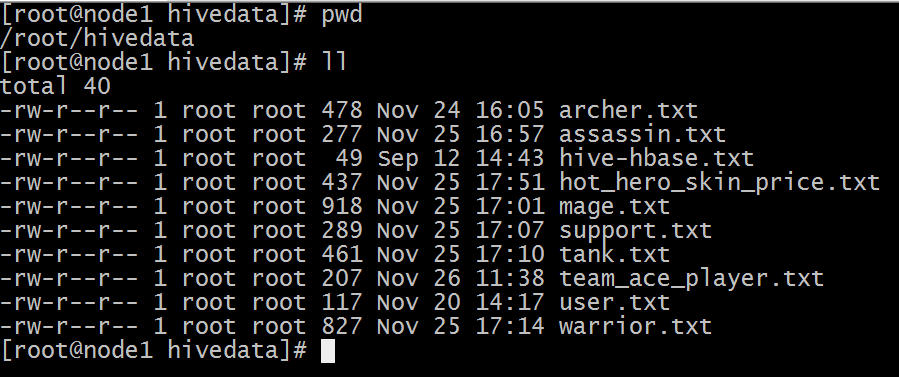 [root@node1 hivedata]# pwd
/root/hivedata
[root@node1 hivedata]# ll
total 40
-rw-r--r-- 1 root root 478 Nov 24 16:05 archer.txt
-rw-r--r-- 1 root root 277 Nov 25 16:57 assassin.txt
-rw-r--r-- 1 root root  49 Sep 12 14:43 hive-hbase.txt
-rw-r--r-- 1 root root 437 Nov 25 17:51 hot_hero_skin_price.txt
-rw-r--r-- 1 root root 918 Nov 25 17:01 mage.txt
-rw-r--r-- 1 root root 289 Nov 25 17:07 support.txt
-rw-r--r-- 1 root root 461 Nov 25 17:10 tank.txt
-rw-r--r-- 1 root root 207 Nov 26 11:38 team_ace_player.txt
-rw-r--r-- 1 root root 117 Nov 20 14:17 user.txt
-rw-r--r-- 1 root root 827 Nov 25 17:14 warrior.txt
[root@node1 hivedata]#